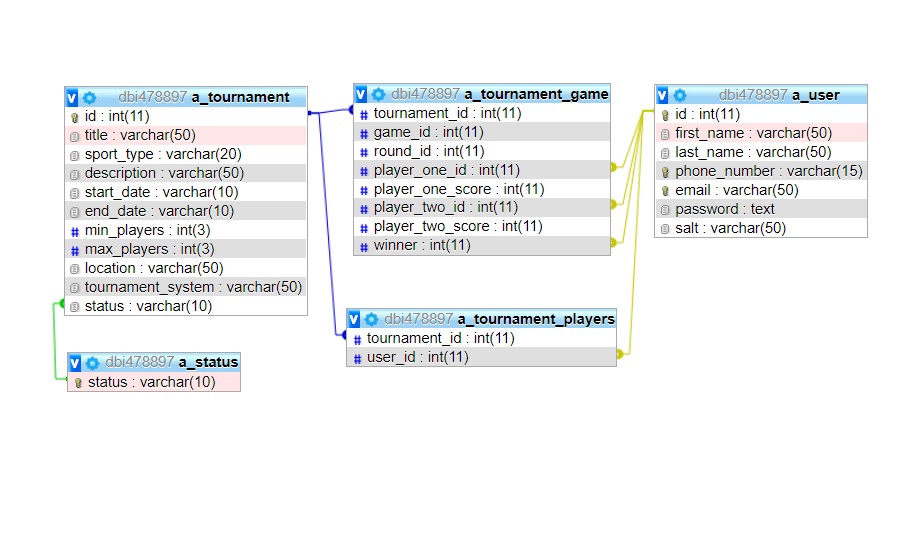 v dbi478897 a_tournament
id : int(11)
title : varchar(50)
sport_type : varchar(20)
description : varchar(50)
start_date : varchar(10)
end_date : varchar(10)
# min_players : int(3)
# max_players : int(3)
location : varchar(50)
tournament_system : varchar(50)
status : varchar(10)
v dbi478897 a_status
status : varchar(10)
v dbi478897 a_tournament_game
# tournament_id : int(11)
# game_id : int(11)
# round_id : int(11)
# player_one_id : int(11)
# player_one_score : int(11)
# player_two_id : int(11)
# player_two_score : int(11)
# winner : int(11)
v dbi478897 a_tournament_players
# tournament_id : int(11)
# user_id : int(11)
v dbi478897 a_user
id : int(11)
first_name : varchar(50)
last_name : varchar(50)
phone_number : varchar(15)
email : varchar(50)
password : text
salt : varchar(50)